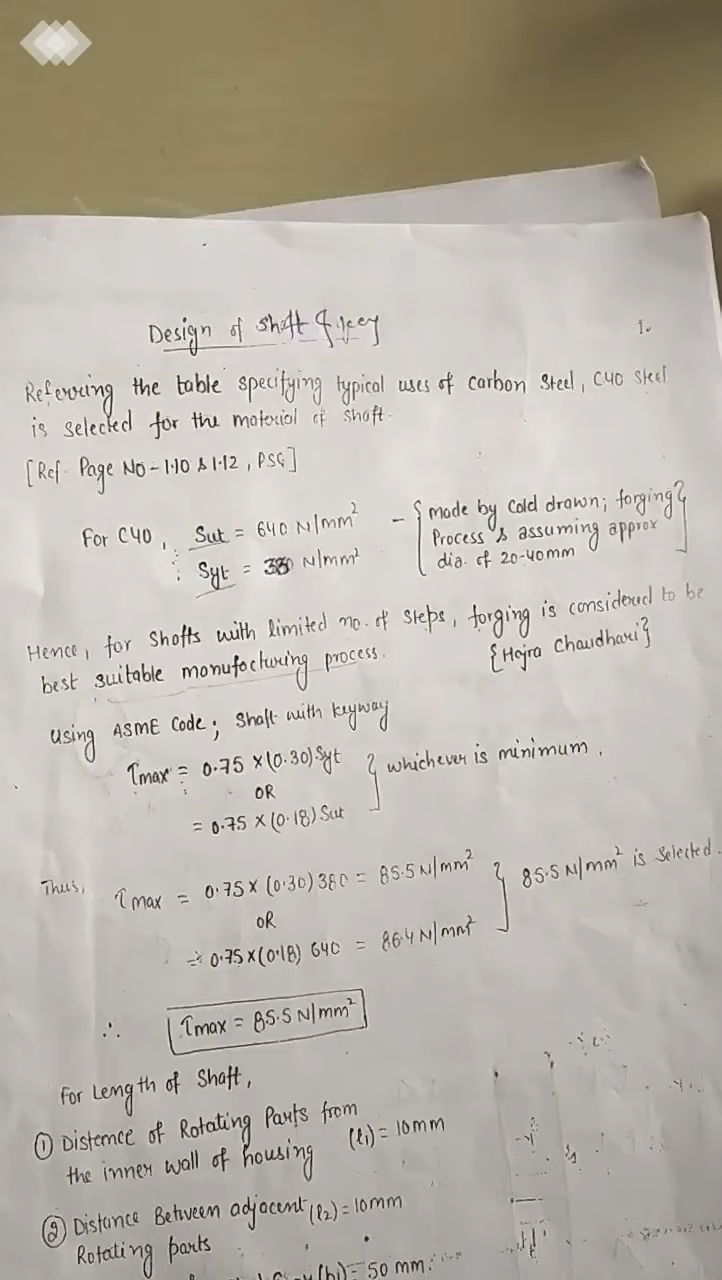 Design of Shaft & key
1.
Referring the table specifying typical uses of carbon steel, C40 steel
is selected for the material of shaft.
[Ref. Page No - 1.10 & 1.12, PSG]
For C40, Sut = 640 N/mm² - { made by cold drawn; forging }
: Syt = 380 N/mm² Process & assuming approx
dia. of 20-40mm
Hence, for shafts with limited no. of steps, forging is considered to be
best suitable manufacturing process. {Hajra Chaudhari}
Using ASME Code; Shaft with keyway
τmax = 0.75 × (0.30) Syt } whichever is minimum.
OR
= 0.75 × (0.18) Sut
Thus, τmax = 0.75 × (0.30) 380 = 85.5 N/mm² } 85.5 N/mm² is selected.
OR
= 0.75 × (0.18) 640 = 86.4 N/mm²
∴ τmax = 85.5 N/mm²
For Length of Shaft,
① Distance of Rotating Parts from
the inner wall of housing (l1) = 10mm
② Distance Between adjacent (l2) = 10mm
Rotating parts
(b1) = 50 mm.